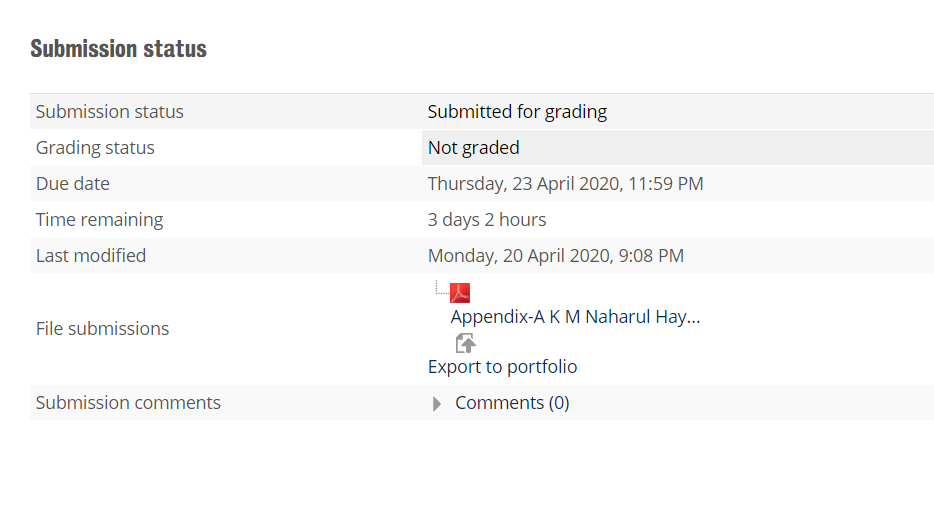 Submission status
Submission status Submitted for grading
Grading status Not graded
Due date Thursday, 23 April 2020, 11:59 PM
Time remaining 3 days 2 hours
Last modified Monday, 20 April 2020, 9:08 PM
Appendix-A K M Naharul Hay...
File submissions
Export to portfolio
Submission comments Comments (0)